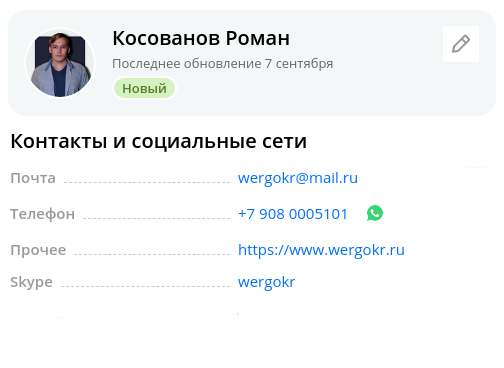 Косованов Роман
Последнее обновление 7 сентября
Новый
Контакты и социальные сети
Почта wergokr@mail.ru
Телефон +7 908 0005101
Прочее https://www.wergokr.ru
Skype wergokr